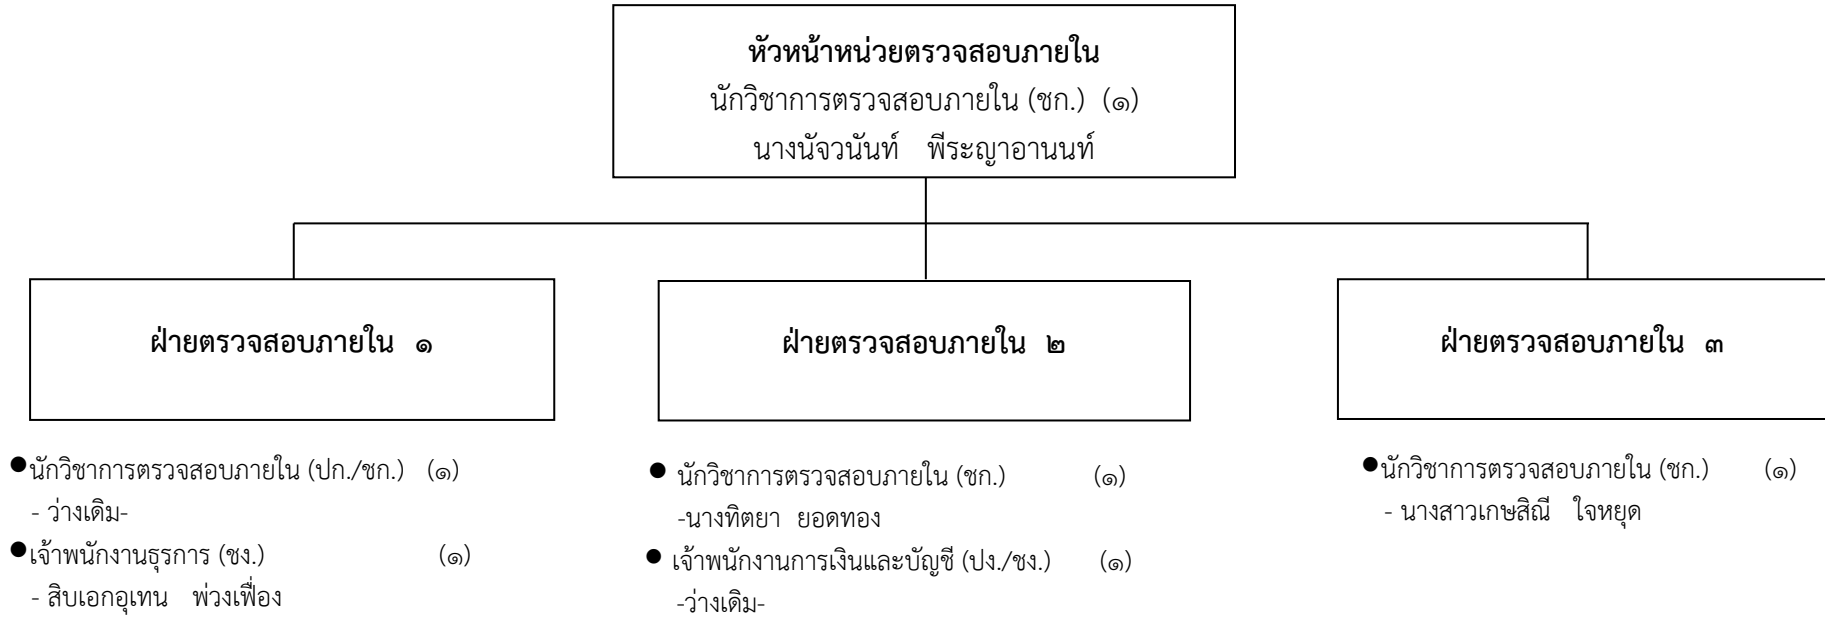 หัวหน้าหน่วยตรวจสอบภายใน
นักวิชาการตรวจสอบภายใน (ชก.) (๑)
นางนัจวนันท์ พีระญาอานนท์
ฝ่ายตรวจสอบภายใน ๑
ฝ่ายตรวจสอบภายใน ๒
ฝ่ายตรวจสอบภายใน ๓
●นักวิชาการตรวจสอบภายใน (ปก./ชก.) (๑)
- ว่างเดิม-
●เจ้าพนักงานธุรการ (ชง.) (๑)
- สิบเอกอุเทน พ่วงเฟื่อง
● นักวิชาการตรวจสอบภายใน (ชก.) (๑)
-นางทิตยา ยอดทอง
● เจ้าพนักงานการเงินและบัญชี (ปง./ชง.) (๑)
-ว่างเดิม-
●นักวิชาการตรวจสอบภายใน (ชก.) (๑)
- นางสาวเกษสิณี ใจหยุด